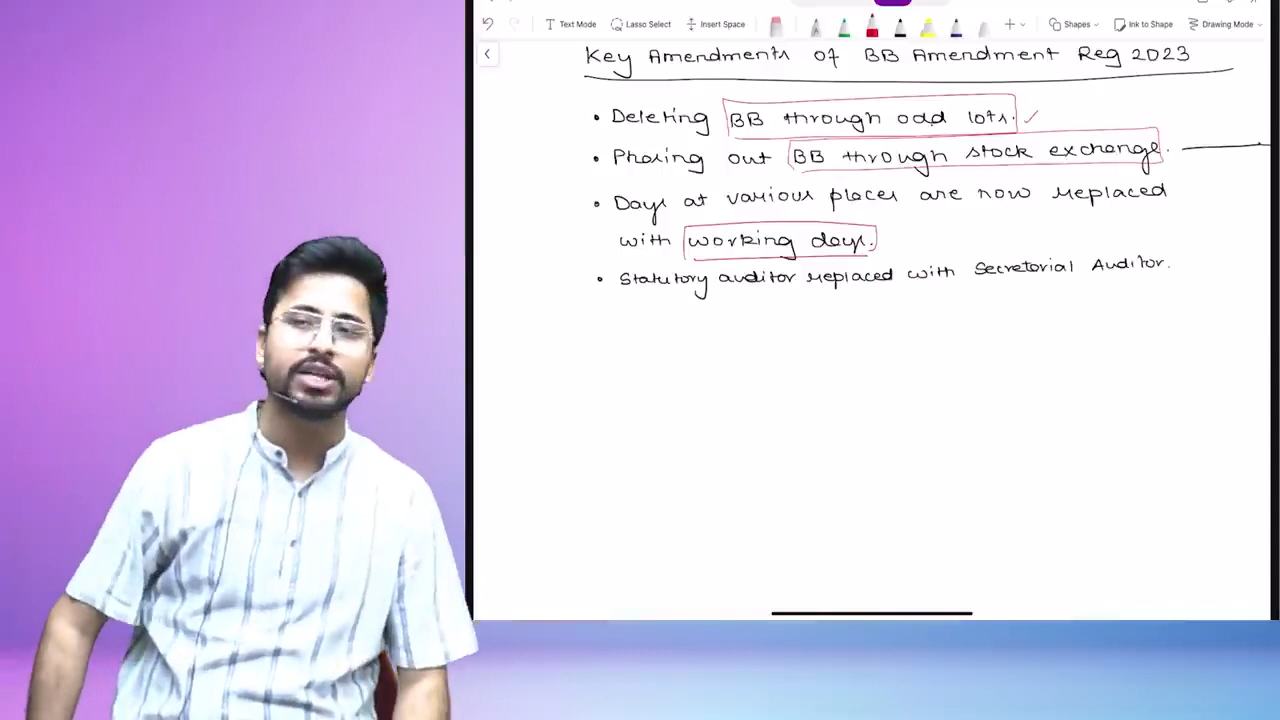 Text Mode Lasso Select Insert Space Shapes Ink to Shape Drawing Mode
Key Amendments of BB Amendment Reg 2023
• Deleting BB through odd lots.
• Phasing out BB through stock exchange.
• Days at various places are now replaced
with working days.
• Statutory auditor replaced with Secretorial Auditor.